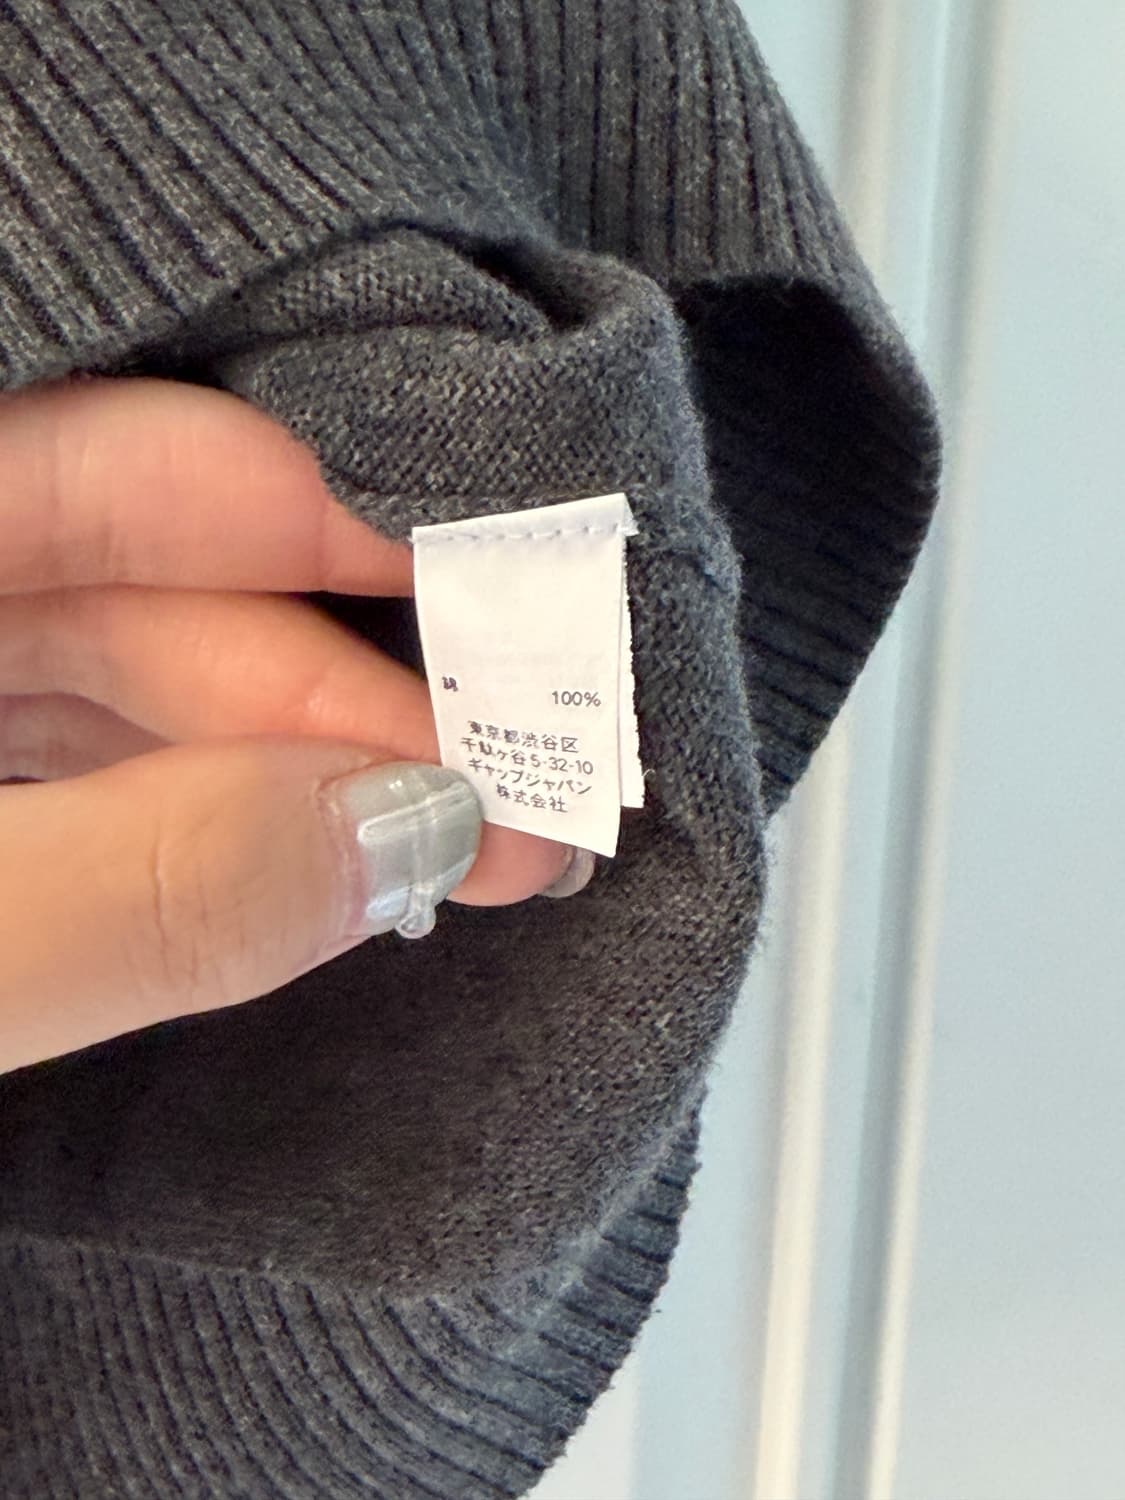 綿 100%
東京都渋谷区
千駄ヶ谷5-32-10
ギャップジャパン
株式会社